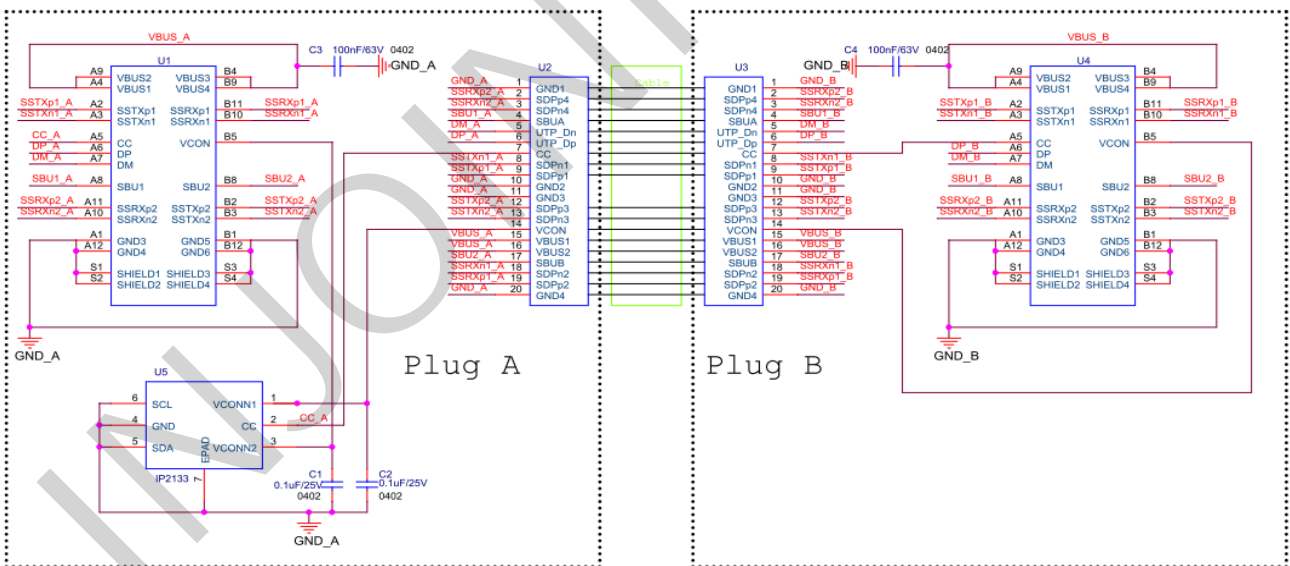 VBUS_A
C3 100nF/63V 0402
GND_A
U1
A9 VBUS2 VBUS3 B4
A4 VBUS1 VBUS4 B9
SSTXp1_A A2 SSTXp1 SSRXp1 B11 SSRXp1_A
SSTXn1_A A3 SSTXn1 SSRXn1 B10 SSRXn1_A
CC_A A5 CC VCON B5
DP_A A6 DP
DM_A A7 DM
SBU1_A A8 SBU1 SBU2 B8 SBU2_A
SSRXp2_A A11 SSRXp2 SSTXp2 B2 SSTXp2_A
SSRXn2_A A10 SSRXn2 SSTXn2 B3 SSTXn2_A
A1 GND3 GND5 B1
A12 GND4 GND6 B12
S1 SHIELD1 SHIELD3 S3
S2 SHIELD2 SHIELD4 S4
GND_A
U2
GND_A 1 GND1
SSRXp2_A 2 SDPp4
SSRXn2_A 3 SDPn4
SBU1_A 4 SBUA
DM_A 5 UTP_Dn
DP_A 6 UTP_Dp
7 CC
SSTXn1_A 8 SDPn1
SSTXp1_A 9 SDPp1
GND_A 10 GND2
GND_A 11 GND3
SSTXp2_A 12 SDPp3
SSTXn2_A 13 SDPn3
14 VCON
VBUS_A 15 VBUS1
VBUS_A 16 VBUS2
SBU2_A 17 SBUB
SSRXn1_A 18 SDPn2
SSRXp1_A 19 SDPp2
GND_A 20 GND4
Cable
Plug A
U5
6 SCL VCONN1 1
4 GND CC 2 CC_A
5 SDA VCONN2 3
EPAD
IP2133 7
C1
0.1uF/25V
0402
C2
0.1uF/25V
0402
GND_A
U3
GND1 1 GND_B
SDPp4 2 SSRXp2_B
SDPn4 3 SSRXn2_B
SBUA 4 SBU1_B
UTP_Dn 5 DM_B
UTP_Dp 6 DP_B
CC 7
SDPn1 8 SSTXn1_B
SDPp1 9 SSTXp1_B
GND2 10 GND_B
GND3 11 GND_B
SDPp3 12 SSTXp2_B
SDPn3 13 SSTXn2_B
VCON 14
VBUS1 15 VBUS_B
VBUS2 16 VBUS_B
SBUB 17 SBU2_B
SDPn2 18 SSRXn1_B
SDPp2 19 SSRXp1_B
GND4 20 GND_B
Plug B
VBUS_B
C4 100nF/63V 0402
GND_B
U4
A9 VBUS2 VBUS3 B4
A4 VBUS1 VBUS4 B9
SSTXp1_B A2 SSTXp1 SSRXp1 B11 SSRXp1_B
SSTXn1_B A3 SSTXn1 SSRXn1 B10 SSRXn1_B
A5 CC VCON B5
DP_B A6 DP
DM_B A7 DM
SBU1_B A8 SBU1 SBU2 B8 SBU2_B
SSRXp2_B A11 SSRXp2 SSTXp2 B2 SSTXp2_B
SSRXn2_B A10 SSRXn2 SSTXn2 B3 SSTXn2_B
A1 GND3 GND5 B1
A12 GND4 GND6 B12
S1 SHIELD1 SHIELD3 S3
S2 SHIELD2 SHIELD4 S4
GND_B